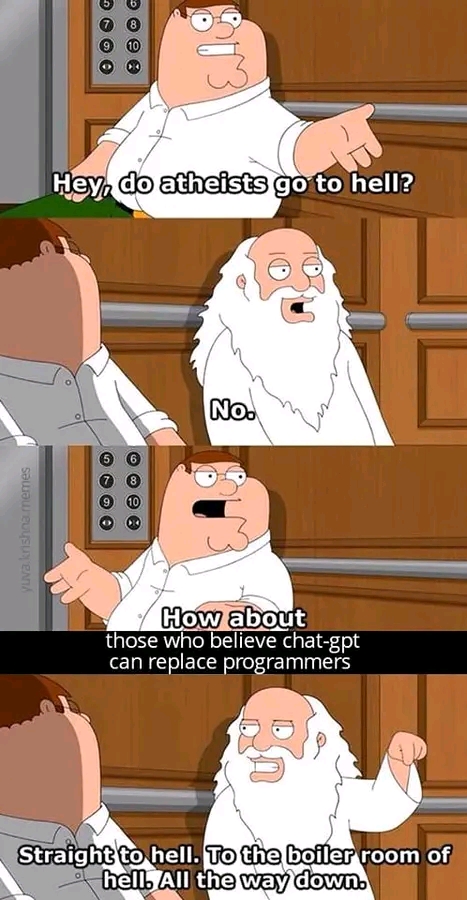 5 6
7 8
9 10
Hey, do atheists go to hell?
No.
yuva.krishna.memes
5 6
7 8
9 10
How about
those who believe chat-gpt
can replace programmers
Straight to hell. To the boiler room of
hell. All the way down.